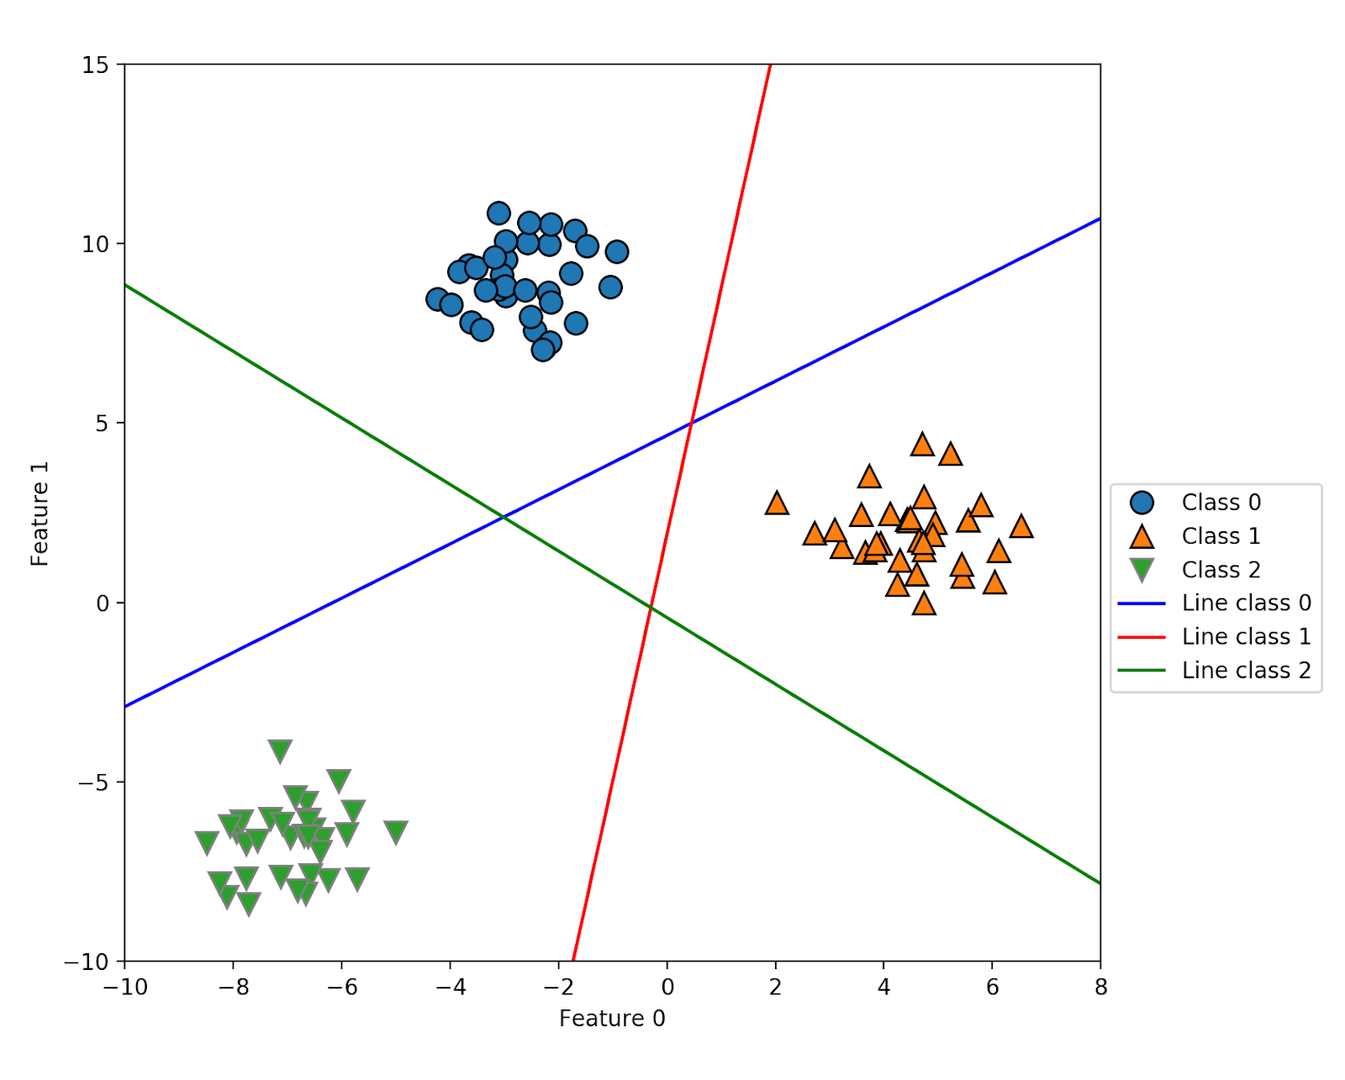 15
10
5
0
−5
−10
Feature 1
−10 −8 −6 −4 −2 0 2 4 6 8
Feature 0
Class 0
Class 1
Class 2
Line class 0
Line class 1
Line class 2